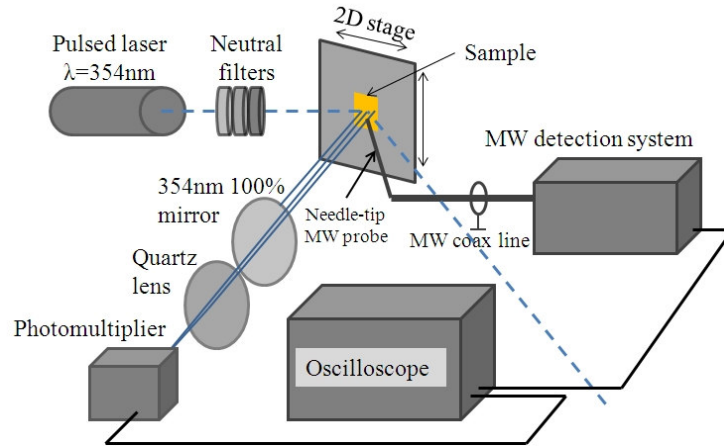 Pulsed laser
λ=354nm
Neutral
filters
2D stage
Sample
MW detection system
354nm 100%
mirror
Needle-tip
MW probe
MW coax line
Quartz
lens
Photomultiplier
Oscilloscope